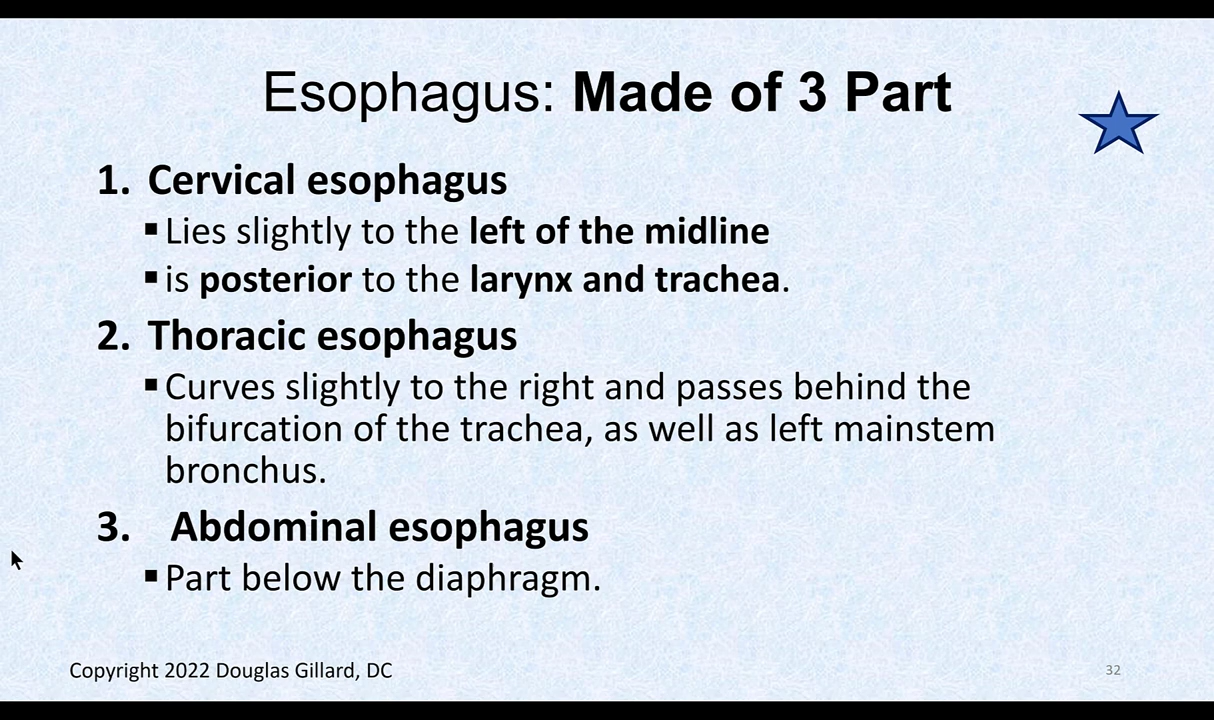 Esophagus: Made of 3 Part
1. Cervical esophagus
▪ Lies slightly to the left of the midline
▪ is posterior to the larynx and trachea.
2. Thoracic esophagus
▪ Curves slightly to the right and passes behind the
bifurcation of the trachea, as well as left mainstem
bronchus.
3. Abdominal esophagus
▪ Part below the diaphragm.
Copyright 2022 Douglas Gillard, DC
32